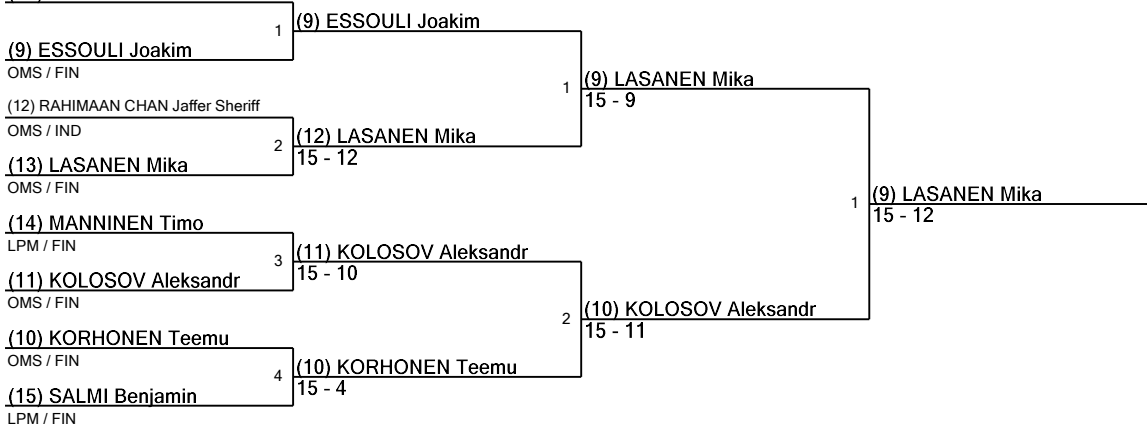 (9) ESSOULI Joakim
OMS / FIN
(12) RAHIMAAN CHAN Jaffer Sheriff
OMS / IND
(13) LASANEN Mika
OMS / FIN
(14) MANNINEN Timo
LPM / FIN
(11) KOLOSOV Aleksandr
OMS / FIN
(10) KORHONEN Teemu
OMS / FIN
(15) SALMI Benjamin
LPM / FIN
1
(9) ESSOULI Joakim
2
(12) LASANEN Mika
15 - 12
3
(11) KOLOSOV Aleksandr
15 - 10
4
(10) KORHONEN Teemu
15 - 4
1
(9) LASANEN Mika
15 - 9
2
(10) KOLOSOV Aleksandr
15 - 11
1
(9) LASANEN Mika
15 - 12